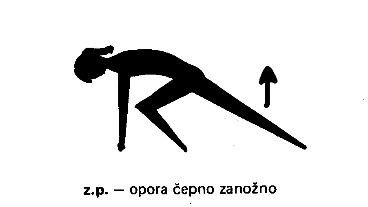 z.p. — opora čepno zanožno